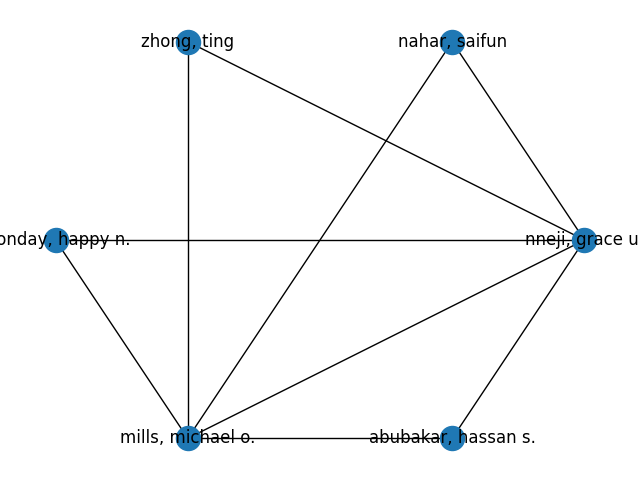 zhong, ting
nahar, saifun
onday, happy n.
nneji, grace u
mills, michael o.
abubakar, hassan s.